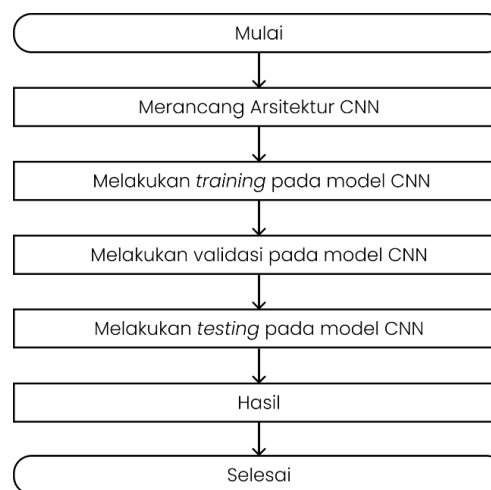 Mulai
Merancang Arsitektur CNN
Melakukan training pada model CNN
Melakukan validasi pada model CNN
Melakukan testing pada model CNN
Hasil
Selesai